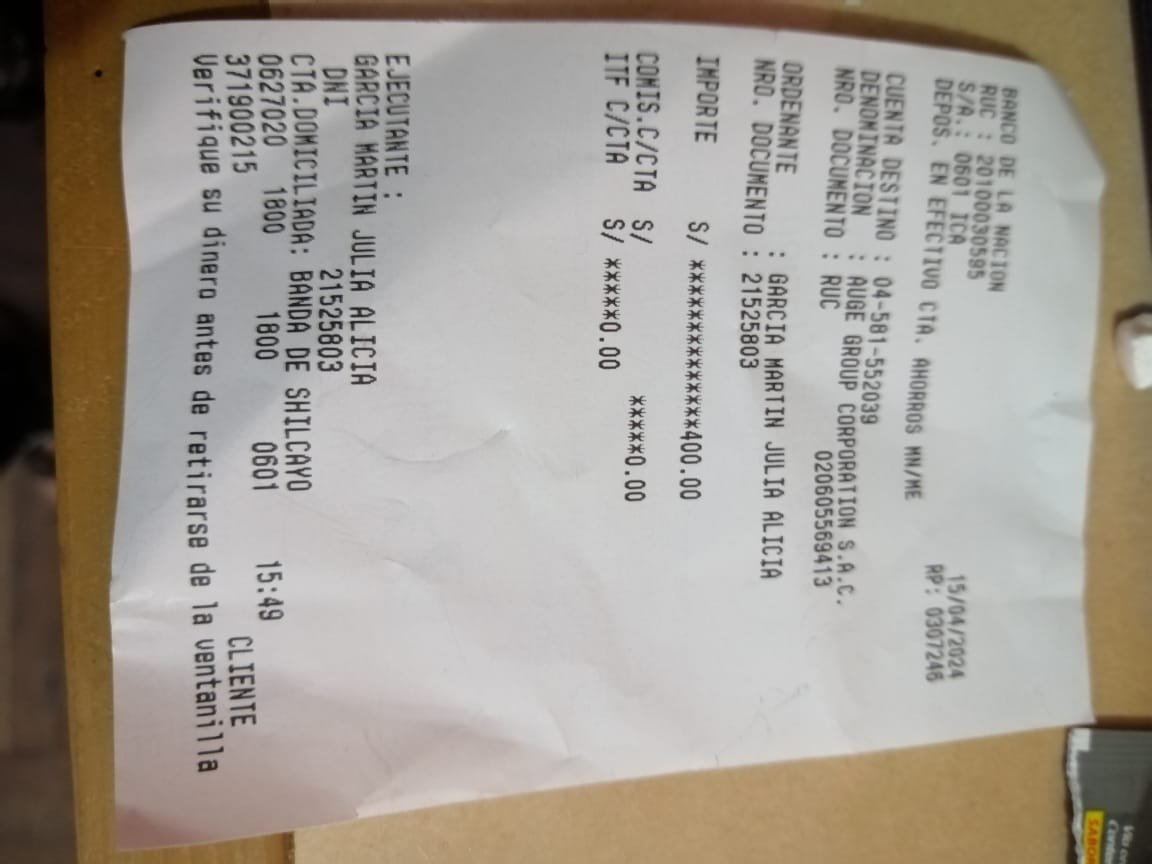 BANCO DE LA NACION
RUC : 20100030595
S/A.: 0601 ICA 15/04/2024
DEPOS. EN EFECTIVO CTA. AHORROS MN/ME RP: 0307246
CUENTA DESTINO : 04-581-552039
DENOMINACION : AUGE GROUP CORPORATION S.A.C.
NRO. DOCUMENTO : RUC 020605569413
ORDENANTE : GARCIA MARTIN JULIA ALICIA
NRO. DOCUMENTO : 21525803
IMPORTE S/ **************400.00
COMIS.C/CTA S/ *****0.00
ITF C/CTA S/ *****0.00
EJECUTANTE :
GARCIA MARTIN JULIA ALICIA
DNI 21525803
CTA.DOMICILIADA: BANDA DE SHILCAYO
0627020 1800 1800 0601 15:49
371900215 CLIENTE
Verifique su dinero antes de retirarse de la ventanilla
SABO